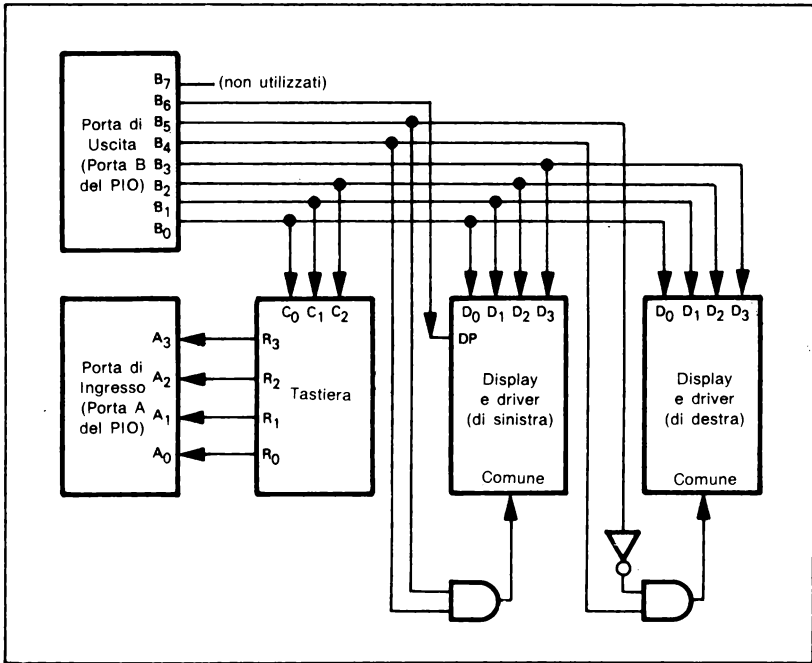 B7 (non utilizzati)
B6
B5
B4
B3
B2
B1
B0
Porta di
Uscita
(Porta B
del PIO)
A3
A2
A1
A0
Porta di
Ingresso
(Porta A
del PIO)
C0 C1 C2
R3
R2
R1
R0
Tastiera
D0 D1 D2 D3
DP
Display
e driver
(di sinistra)
Comune
D0 D1 D2 D3
Display
e driver
(di destra)
Comune